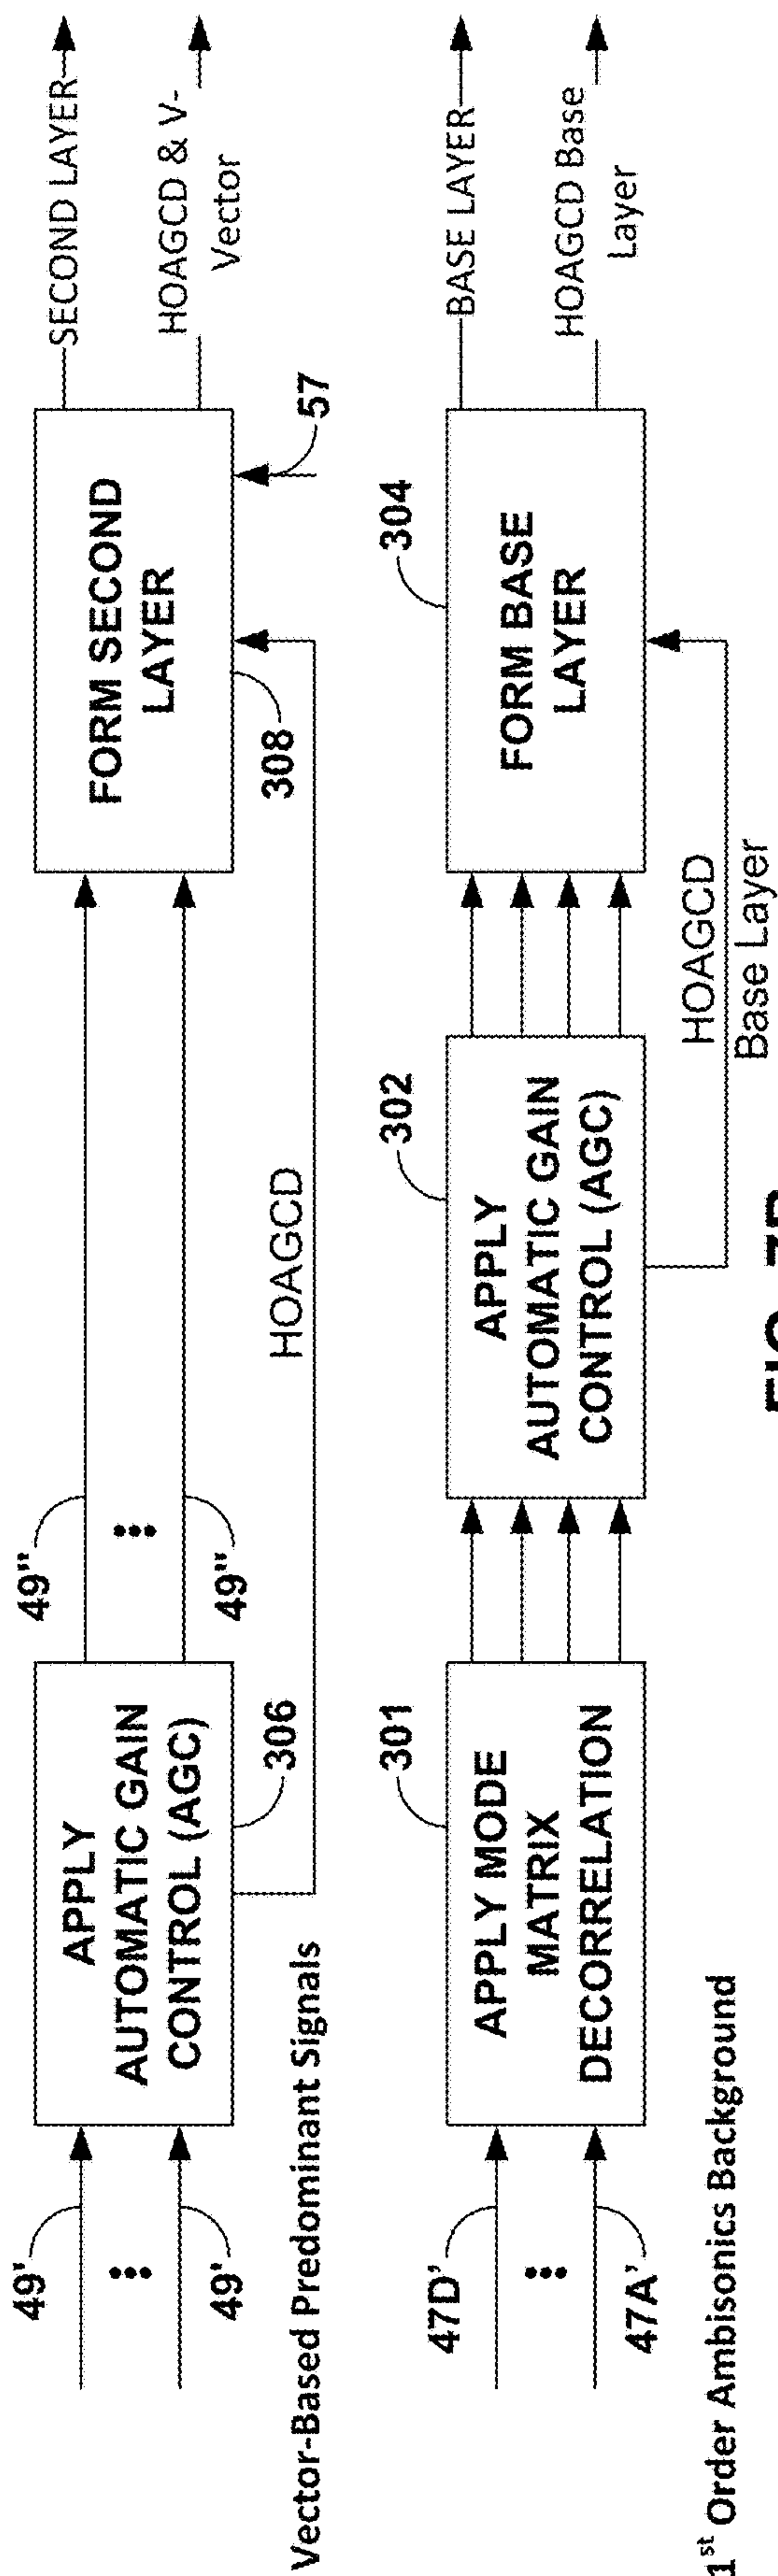 49'
49'
Vector-Based Predominant Signals
APPLY
AUTOMATIC GAIN
CONTROL (AGC)
306
49"
49"
HOAGCD
FORM SECOND
LAYER
308
57
SECOND LAYER
HOAGCD & V-
Vector
47D'
47A'
1st Order Ambisonics Background
APPLY MODE
MATRIX
DECORRELATION
301
APPLY
AUTOMATIC GAIN
CONTROL (AGC)
302
HOAGCD
Base Layer
FORM BASE
LAYER
304
BASE LAYER
HOAGCD Base
Layer